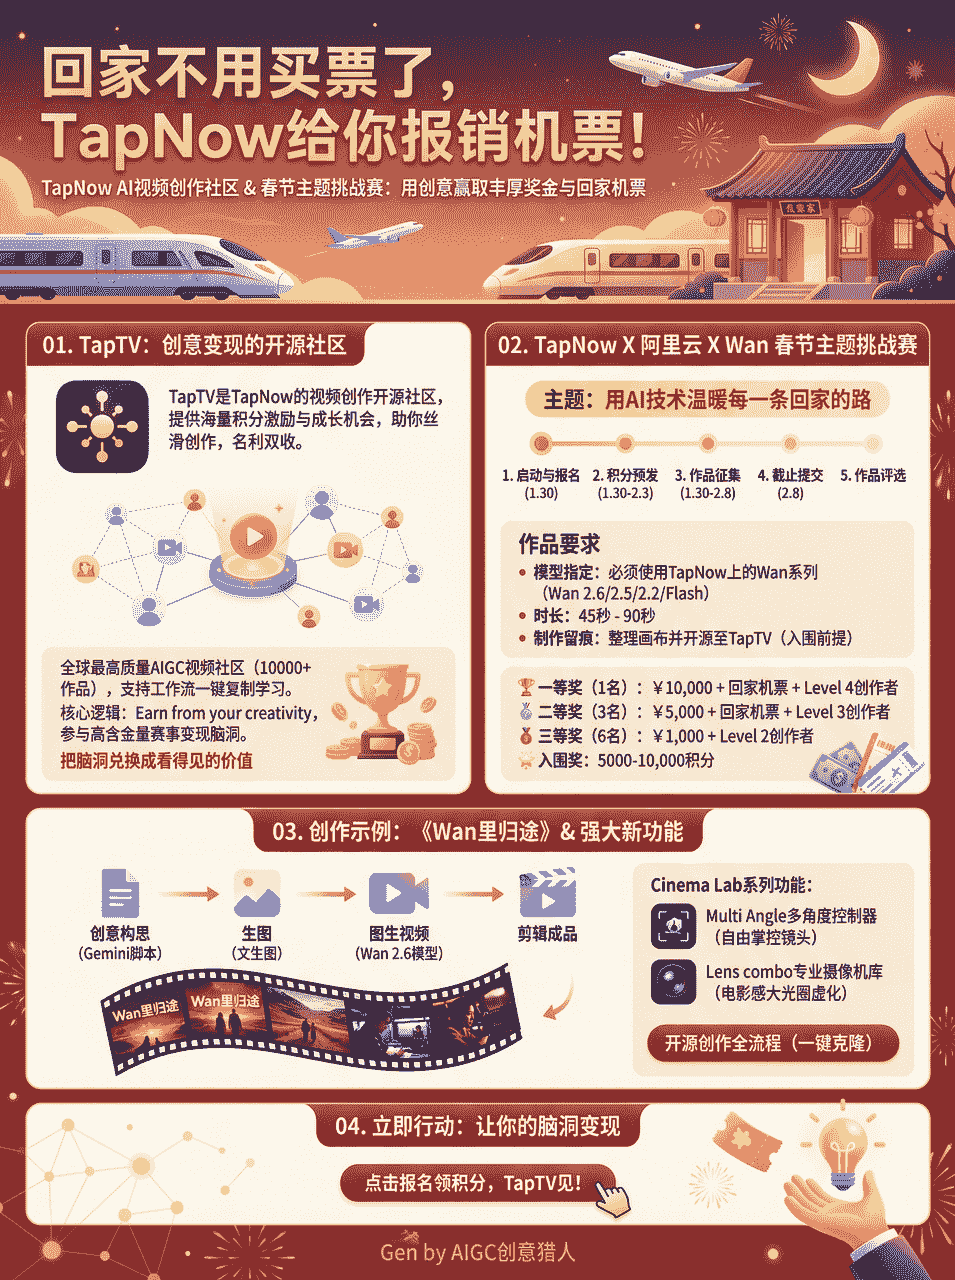 回家不用买票了，
TapNow给你报销机票！
TapNow AI视频创作社区 & 春节主题挑战赛：用创意赢取丰厚奖金与回家机票
01. TapTV：创意变现的开源社区
TapTV是TapNow的视频创作开源社区，
提供海量积分激励与成长机会，助你丝
滑创作，名利双收。
全球最高质量AIGC视频社区（10000+
作品），支持工作流一键复制学习。
核心逻辑：Earn from your creativity，
参与高含金量赛事变现脑洞。
把脑洞兑换成看得见的价值
02. TapNow X 阿里云 X Wan 春节主题挑战赛
主题：用AI技术温暖每一条回家的路
1. 启动与报名
(1.30)
2. 积分预发
(1.30-2.3)
3. 作品征集
(1.30-2.8)
4. 截止提交
(2.8)
5. 作品评选
作品要求
• 模型指定：必须使用TapNow上的Wan系列
（Wan 2.6/2.5/2.2/Flash）
• 时长：45秒 - 90秒
• 制作留痕：整理画布并开源至TapTV（入围前提）
一等奖（1名）：￥10,000 + 回家机票 + Level 4创作者
二等奖（3名）：￥5,000 + 回家机票 + Level 3创作者
三等奖（6名）：￥1,000 + Level 2创作者
入围奖：5000-10,000积分
03. 创作示例：《Wan里归途》& 强大新功能
创意构思
（Gemini脚本）
生图
（文生图）
图生视频
（Wan 2.6模型）
剪辑成品
Wan里归途
Wan里归途
Cinema Lab系列功能：
Multi Angle多角度控制器
（自由掌控镜头）
Lens combo专业摄像机库
（电影感大光圈虚化）
开源创作全流程（一键克隆）
04. 立即行动：让你的脑洞变现
点击报名领积分，TapTV见！
Gen by AIGC创意猎人